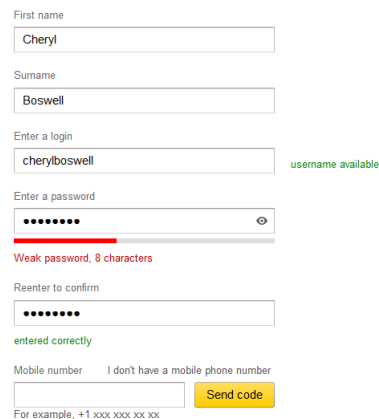 First name
Cheryl
Surname
Boswell
Enter a login
cherylboswell
username available
Enter a password
●●●●●●●●
Weak password, 8 characters
Reenter to confirm
●●●●●●●●
entered correctly
Mobile number I don't have a mobile phone number
Send code
For example, +1 xxx xxx xx xx